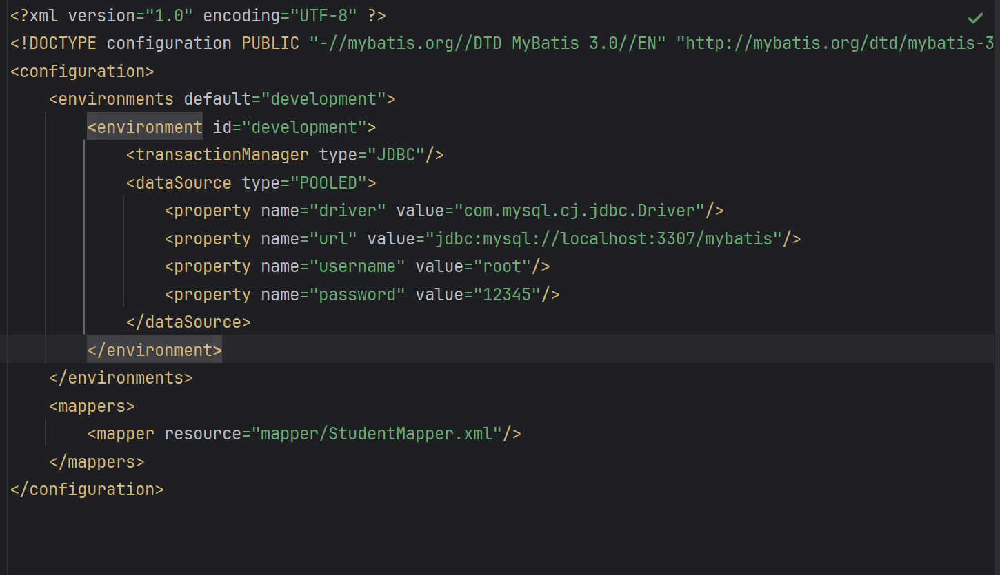 <?xml version="1.0" encoding="UTF-8" ?>
<!DOCTYPE configuration PUBLIC "-//mybatis.org//DTD MyBatis 3.0//EN" "http://mybatis.org/dtd/mybatis-3
<configuration>
    <environments default="development">
        <environment id="development">
            <transactionManager type="JDBC"/>
            <dataSource type="POOLED">
                <property name="driver" value="com.mysql.cj.jdbc.Driver"/>
                <property name="url" value="jdbc:mysql://localhost:3307/mybatis"/>
                <property name="username" value="root"/>
                <property name="password" value="12345"/>
            </dataSource>
        </environment>
    </environments>
    <mappers>
        <mapper resource="mapper/StudentMapper.xml"/>
    </mappers>
</configuration>